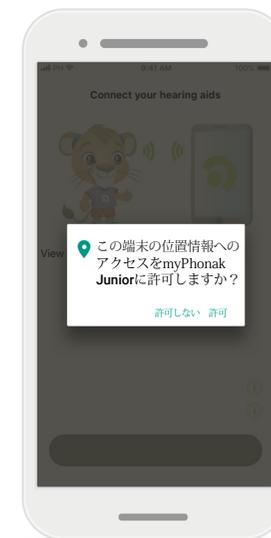 PH 9:41 AM 100%
Connect your hearing aids
View
この端末の位置情報への
アクセスをmyPhonak
Juniorに許可しますか？
許可しない 許可